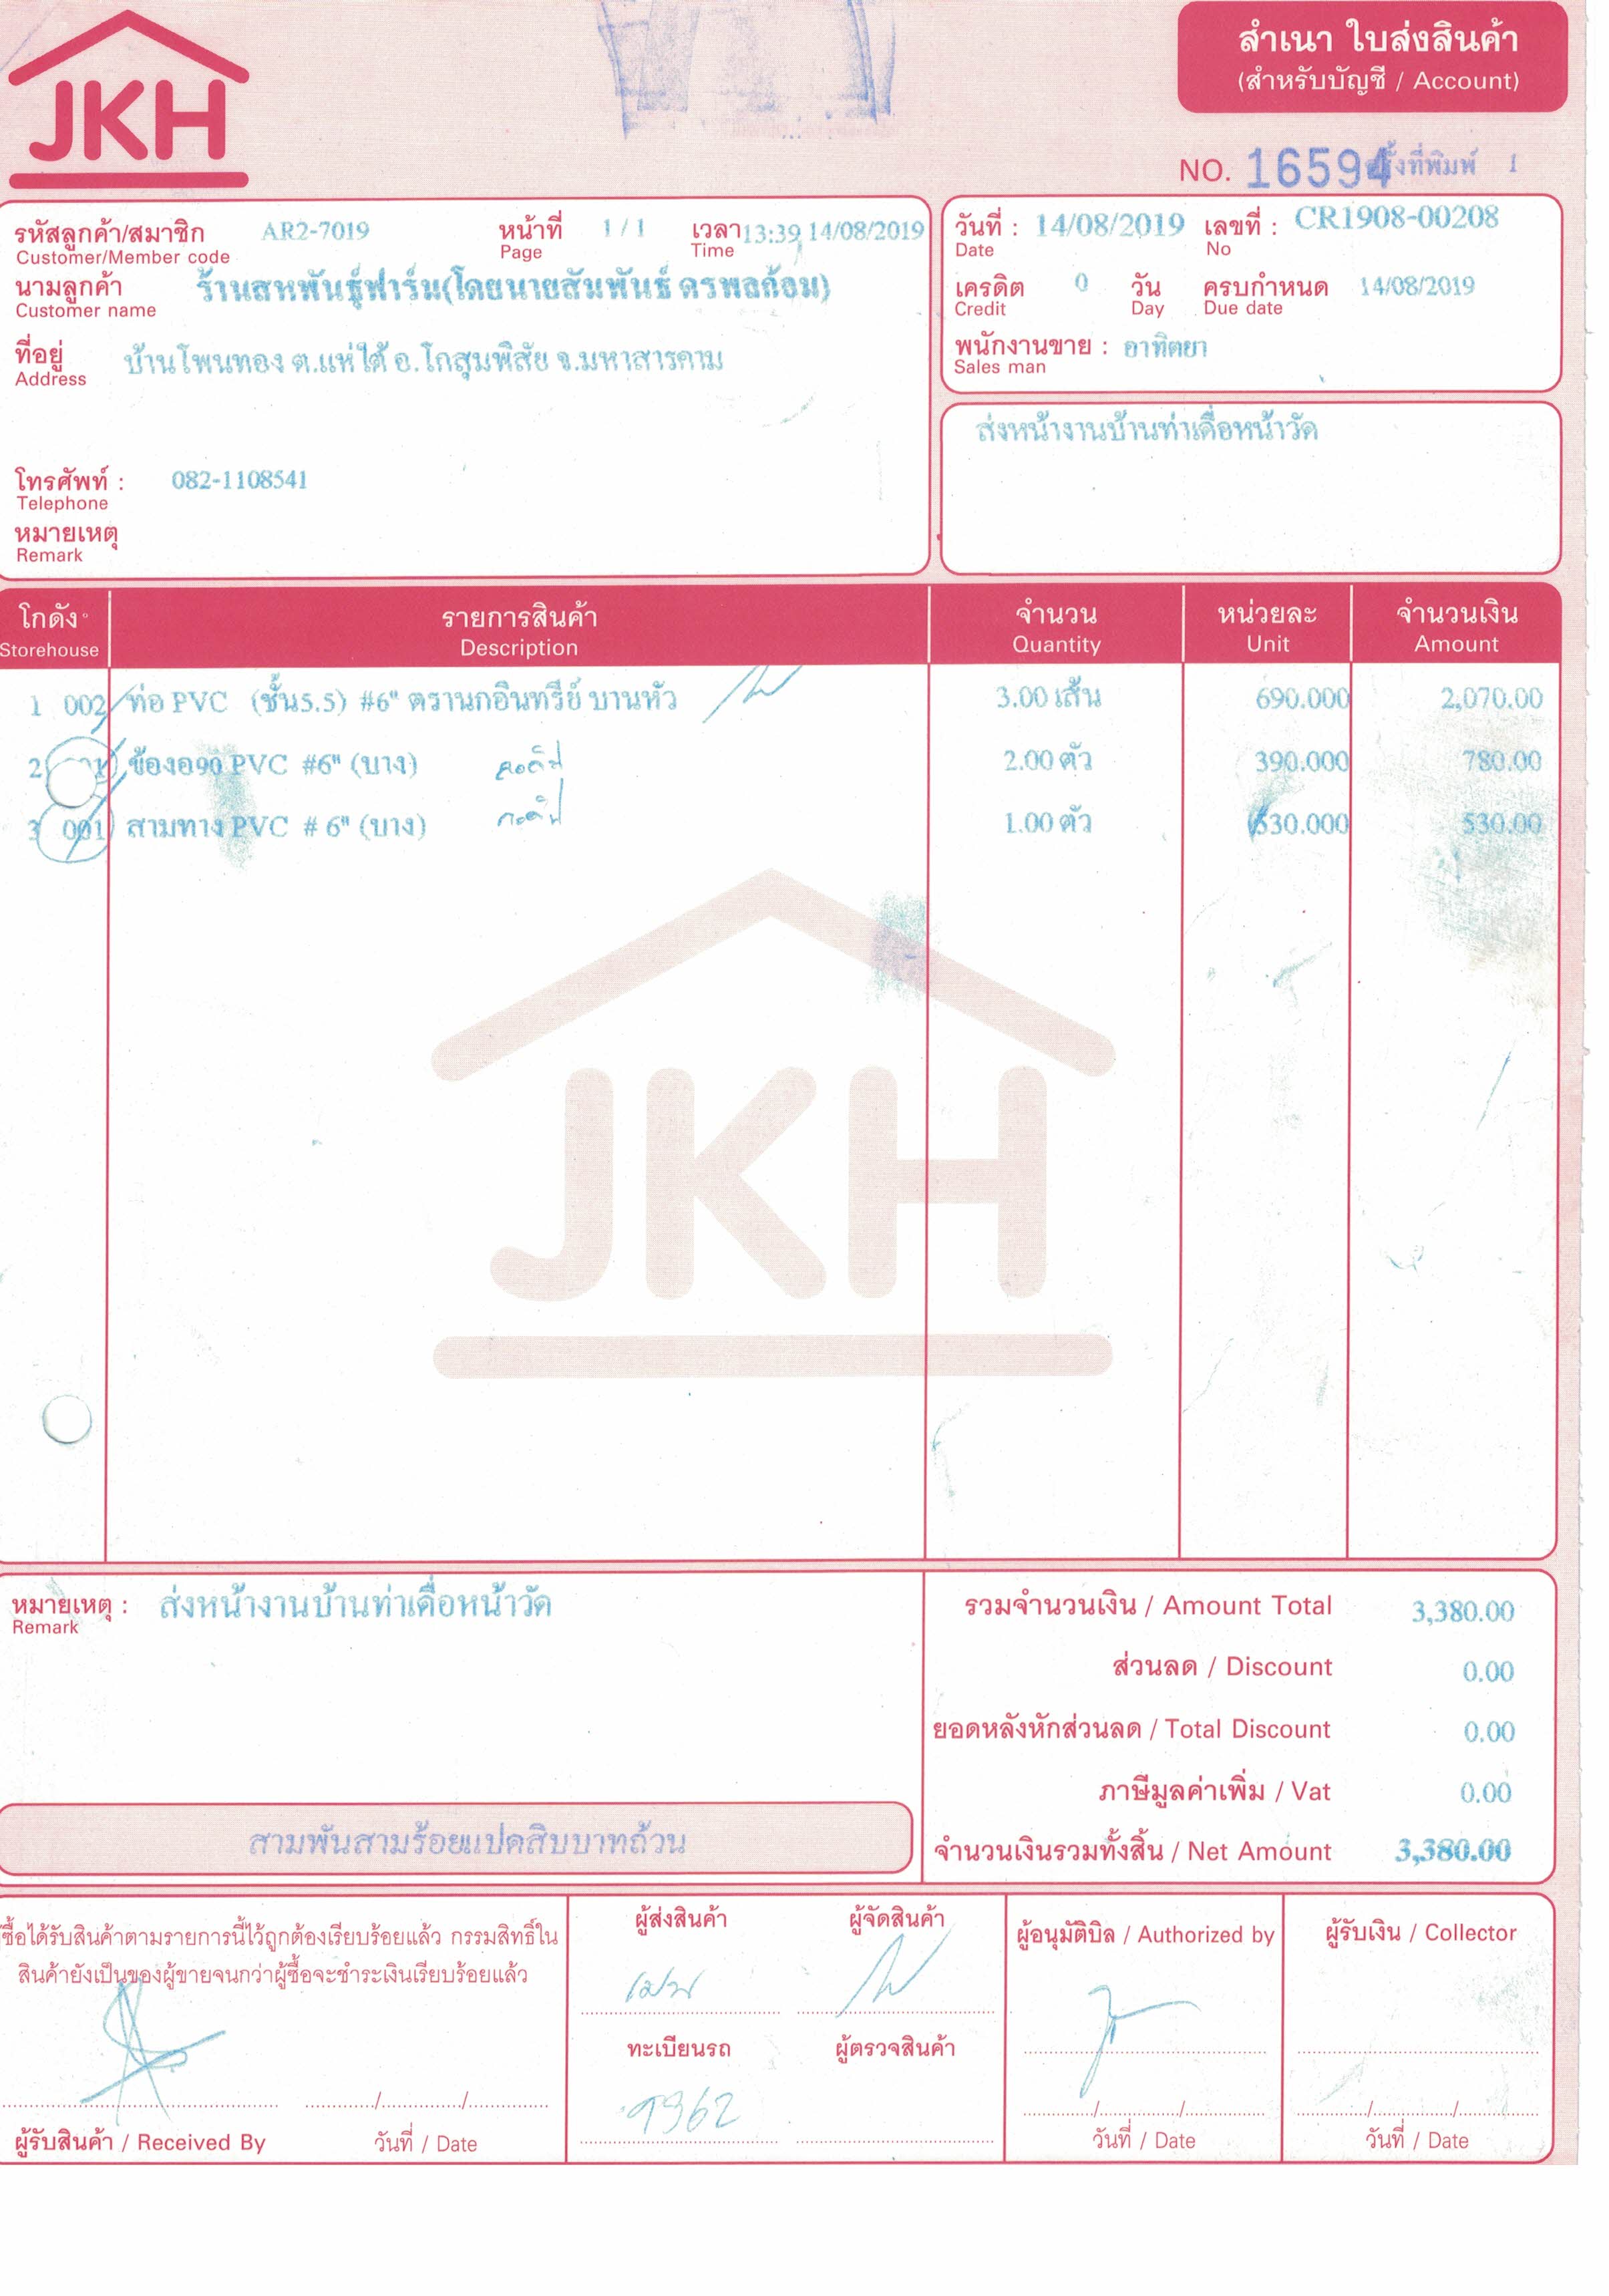 JKH
สำเนา ใบส่งสินค้า
(สำหรับบัญชี / Account)
NO. 16594 ครั้งที่พิมพ์ 1
รหัสลูกค้า/สมาชิก AR2-7019 หน้าที่ 1 / 1 เวลา 13:39 14/08/2019
Customer/Member code Page Time
นามลูกค้า ร้านสหพันธุ์ฟาร์ม(โดยนายสัมพันธ์ ดรพลก้อม)
Customer name
ที่อยู่ บ้านโพนทอง ต.แห่ใต้ อ.โกสุมพิสัย จ.มหาสารคาม
Address
โทรศัพท์ : 082-1108541
Telephone
หมายเหตุ
Remark
วันที่ : 14/08/2019 เลขที่ : CR1908-00208
Date No
เครดิต 0 วัน ครบกำหนด 14/08/2019
Credit Day Due date
พนักงานขาย : อาทิตยา
Sales man
ส่งหน้างานบ้านท่าเดื่อหน้าวัด
โกดัง รายการสินค้า จำนวน หน่วยละ จำนวนเงิน
Storehouse Description Quantity Unit Amount
1 002 ท่อ PVC (ชั้น5.5) #6" ตรานกอินทรีย์ บานหัว 3.00 เส้น 690.000 2,070.00
2 ข้องอ90 PVC #6" (บาง) 2.00 ตัว 390.000 780.00
3 001 สามทาง PVC # 6" (บาง) 1.00 ตัว 530.000 530.00
JKH
หมายเหตุ : ส่งหน้างานบ้านท่าเดื่อหน้าวัด
Remark
รวมจำนวนเงิน / Amount Total 3,380.00
ส่วนลด / Discount 0.00
ยอดหลังหักส่วนลด / Total Discount 0.00
ภาษีมูลค่าเพิ่ม / Vat 0.00
สามพันสามร้อยแปดสิบบาทถ้วน
จำนวนเงินรวมทั้งสิ้น / Net Amount 3,380.00
ซื้อได้รับสินค้าตามรายการนี้ไว้ถูกต้องเรียบร้อยแล้ว กรรมสิทธิ์ใน
สินค้ายังเป็นของผู้ขายจนกว่าผู้ซื้อจะชำระเงินเรียบร้อยแล้ว
ผู้รับสินค้า / Received By วันที่ / Date
ผู้ส่งสินค้า ผู้จัดสินค้า
ทะเบียนรถ ผู้ตรวจสินค้า
9362
ผู้อนุมัติบิล / Authorized by
วันที่ / Date
ผู้รับเงิน / Collector
วันที่ / Date